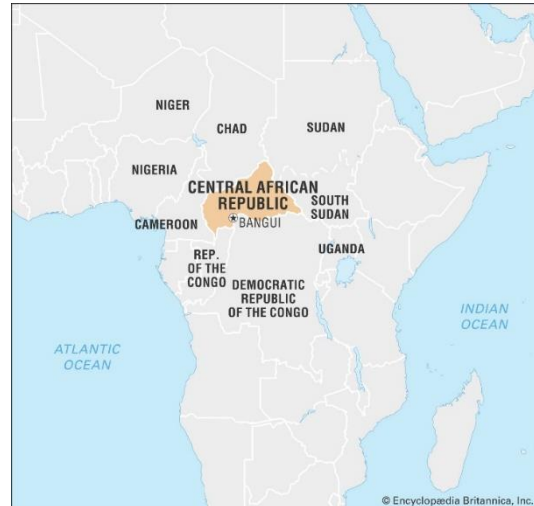 NIGER
CHAD
SUDAN
NIGERIA
CENTRAL AFRICAN
REPUBLIC
SOUTH
SUDAN
CAMEROON
BANGUI
UGANDA
REP.
OF THE
CONGO
DEMOCRATIC
REPUBLIC
OF THE CONGO
INDIAN
OCEAN
ATLANTIC
OCEAN
© Encyclopædia Britannica, Inc.